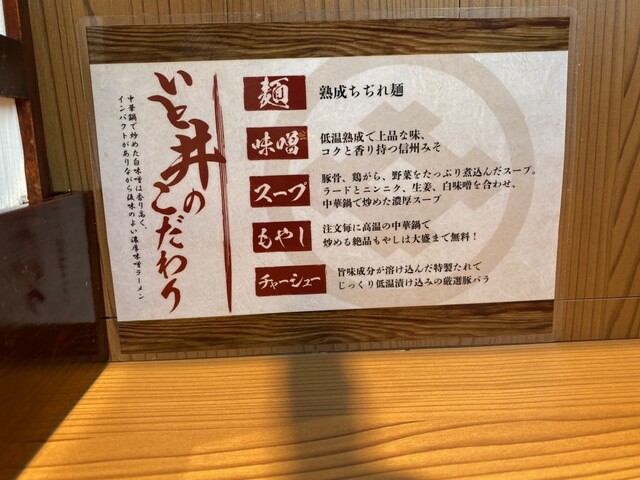 いと井のこだわり
中華鍋で炒めた白味噌は香り高く、
インパクトがありながら後味のよい濃厚味噌ラーメン
麺
熟成ちぢれ麺
味噌
低温熟成で上品な味、
コクと香り持つ信州みそ
スープ
豚骨、鶏がら、野菜をたっぷり煮込んだスープ。
ラードとニンニク、生姜、白味噌を合わせ、
中華鍋で炒めた濃厚スープ
もやし
注文毎に高温の中華鍋で
炒める絶品もやしは大盛まで無料!
チャーシュー
旨味成分が溶け込んだ特製たれで
じっくり低温漬け込みの厳選豚バラ